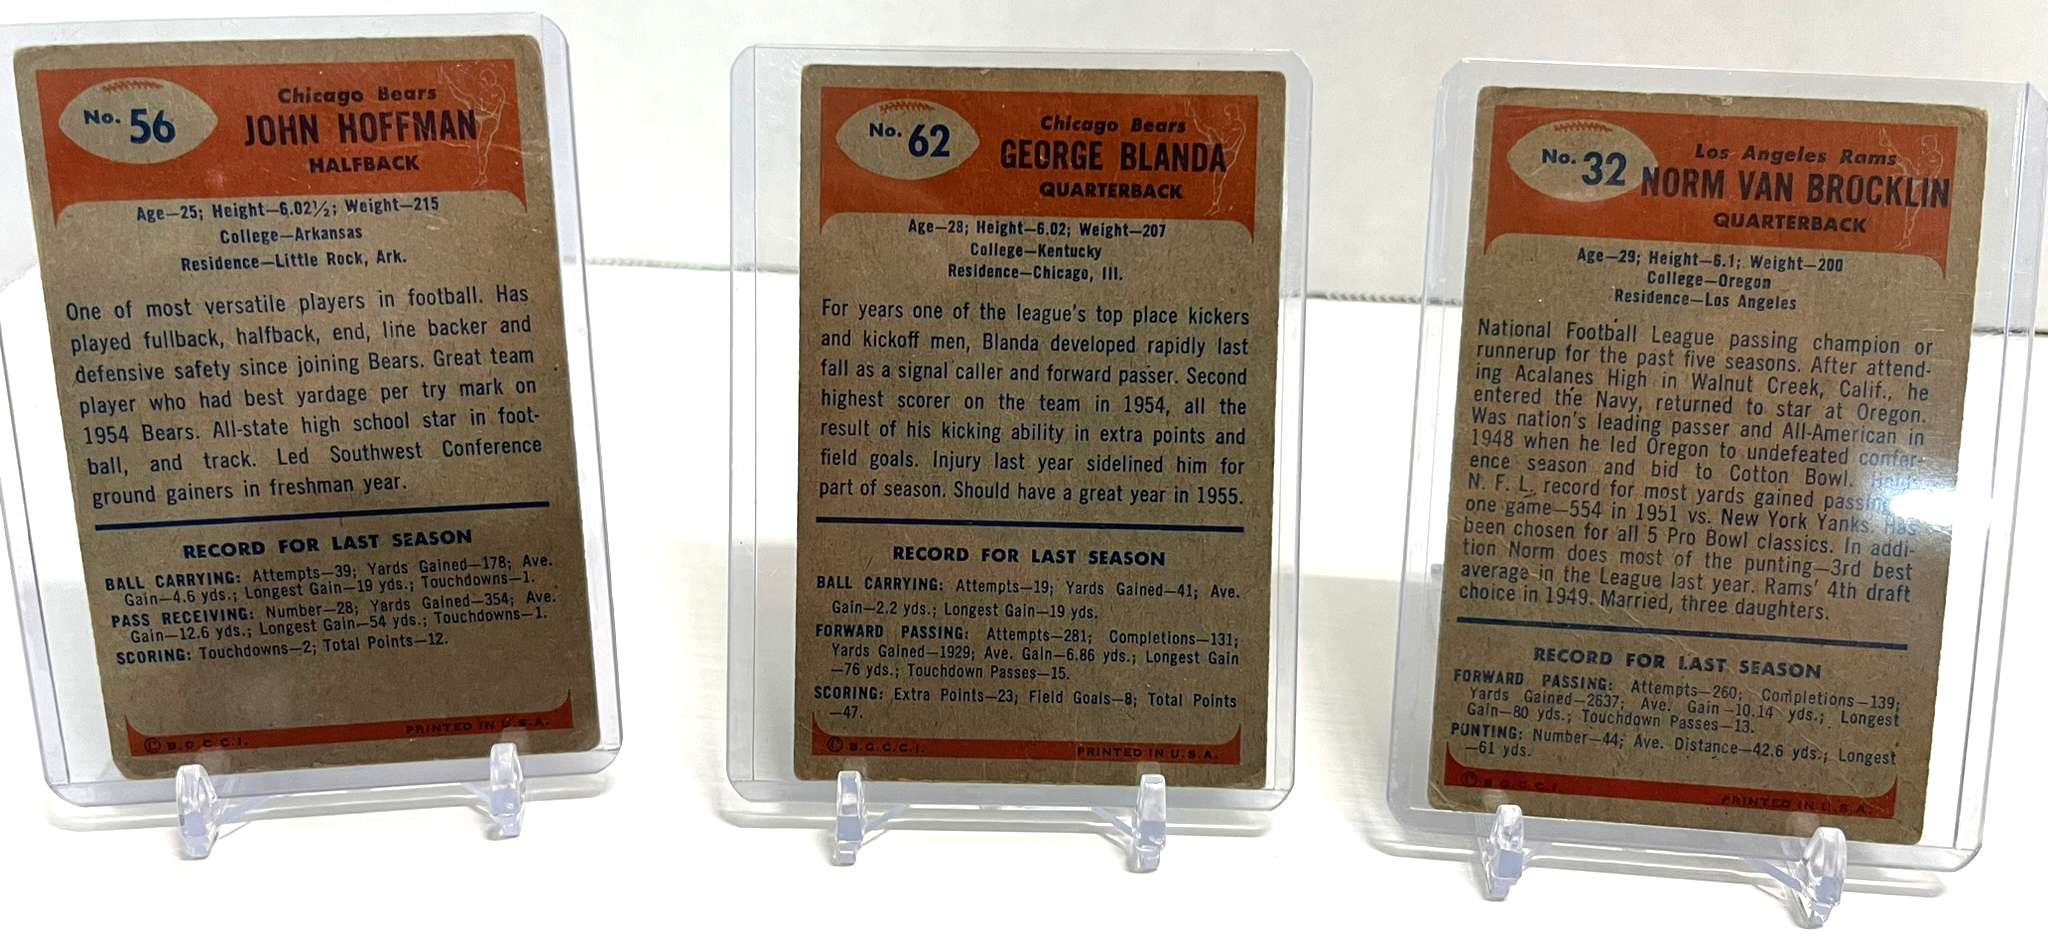 No. 56
Chicago Bears
JOHN HOFFMAN
HALFBACK
Age—25; Height—6.02½; Weight—215
College—Arkansas
Residence—Little Rock, Ark.
One of most versatile players in football. Has
played fullback, halfback, end, line backer and
defensive safety since joining Bears. Great team
player who had best yardage per try mark on
1954 Bears. All-state high school star in foot-
ball, and track. Led Southwest Conference
ground gainers in freshman year.
RECORD FOR LAST SEASON
BALL CARRYING: Attempts—39; Yards Gained—178; Ave.
Gain—4.6 yds.; Longest Gain—19 yds.; Touchdowns—1.
PASS RECEIVING: Number—28; Yards Gained—354; Ave.
Gain—12.6 yds.; Longest Gain—54 yds.; Touchdowns—1.
SCORING: Touchdowns—2; Total Points—12.
© B.G.C.C.I.
PRINTED IN U.S.A.
No. 62
Chicago Bears
GEORGE BLANDA
QUARTERBACK
Age—28; Height—6.02; Weight—207
College—Kentucky
Residence—Chicago, Ill.
For years one of the league's top place kickers
and kickoff men, Blanda developed rapidly last
fall as a signal caller and forward passer. Second
highest scorer on the team in 1954, all the
result of his kicking ability in extra points and
field goals. Injury last year sidelined him for
part of season. Should have a great year in 1955.
RECORD FOR LAST SEASON
BALL CARRYING: Attempts—19; Yards Gained—41; Ave.
Gain—2.2 yds.; Longest Gain—19 yds.
FORWARD PASSING: Attempts—281; Completions—131;
Yards Gained—1929; Ave. Gain—6.86 yds.; Longest Gain
—76 yds.; Touchdown Passes—15.
SCORING: Extra Points—23; Field Goals—8; Total Points
—47.
© B.G.C.C.I.
PRINTED IN U.S.A.
No. 32
Los Angeles Rams
NORM VAN BROCKLIN
QUARTERBACK
Age—29; Height—6.1; Weight—200
College—Oregon
Residence—Los Angeles
National Football League passing champion or
runnerup for the past five seasons. After attend-
ing Acalanes High in Walnut Creek, Calif., he
entered the Navy, returned to star at Oregon.
Was nation's leading passer and All-American in
1948 when he led Oregon to undefeated confer-
ence season and bid to Cotton Bowl. Holds
N. F. L. record for most yards gained passing
one game—554 in 1951 vs. New York Yanks. Has
been chosen for all 5 Pro Bowl classics. In addi-
tion Norm does most of the punting—3rd best
average in the League last year. Rams' 4th draft
choice in 1949. Married, three daughters.
RECORD FOR LAST SEASON
FORWARD PASSING: Attempts—260; Completions—139;
Yards Gained—2637; Ave. Gain—10.14 yds.; Longest
Gain—80 yds.; Touchdown Passes—13.
PUNTING: Number—44; Ave. Distance—42.6 yds.; Longest
—61 yds.
© B.G.C.C.I.
PRINTED IN U.S.A.